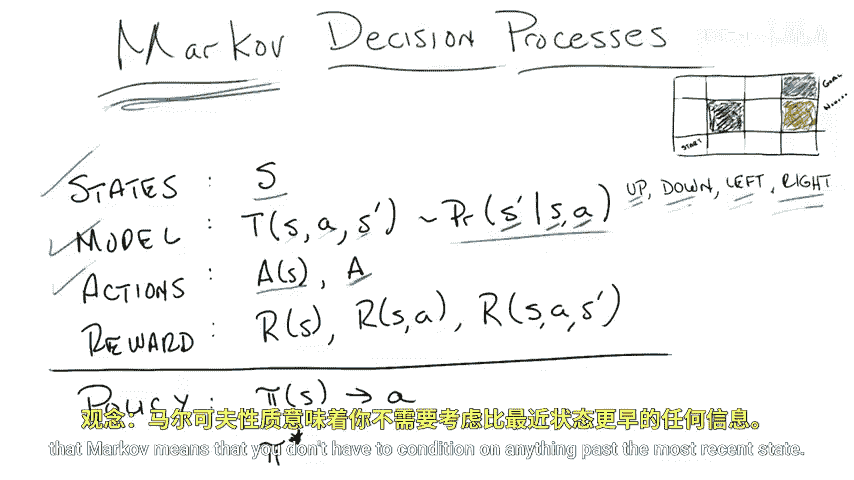 Markov Decision Processes
GOAL
START
UP, DOWN, LEFT, RIGHT
STATES : S
MODEL : T(s, a, s') ~ Pr(s' | s, a)
ACTIONS : A(s), A
REWARD : R(s), R(s,a), R(s,a,s')
POLICY : π(s) → a
π*
观念：马尔可夫性质意味着你不需要考虑比最近状态更早的任何信息。
that Markov means that you don't have to condition on anything past the most recent state.